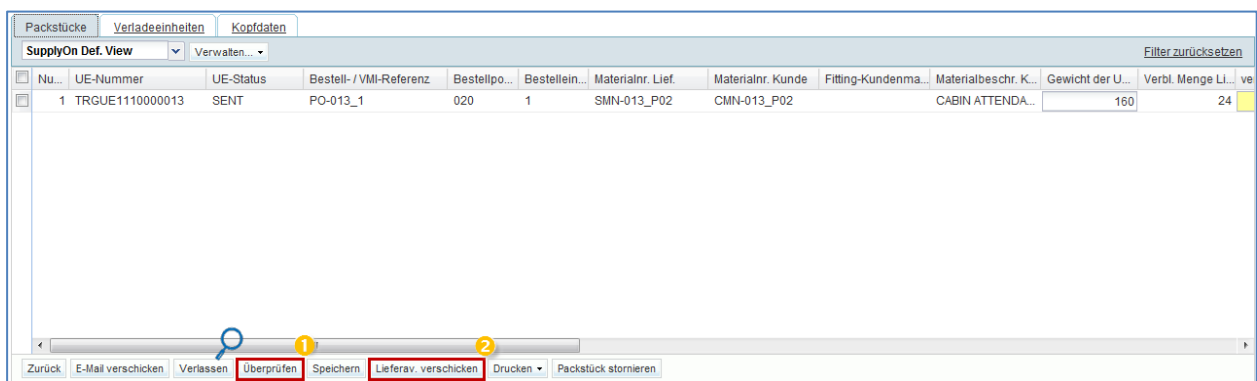 Packstücke Verladeeinheiten Kopfdaten
SupplyOn Def. View Verwalten... Filter zurücksetzen
Nu... UE-Nummer UE-Status Bestell- / VMI-Referenz Bestellpo... Bestellein... Materialnr. Lief. Materialnr. Kunde Fitting-Kundenma... Materialbeschr. K... Gewicht der U... Verbl. Menge Li... ve
1 TRGUE1110000013 SENT PO-013_1 020 1 SMN-013_P02 CMN-013_P02 CABIN ATTENDA... 160 24
1 2
Zurück E-Mail verschicken Verlassen Überprüfen Speichern Lieferav. verschicken Drucken Packstück stornieren